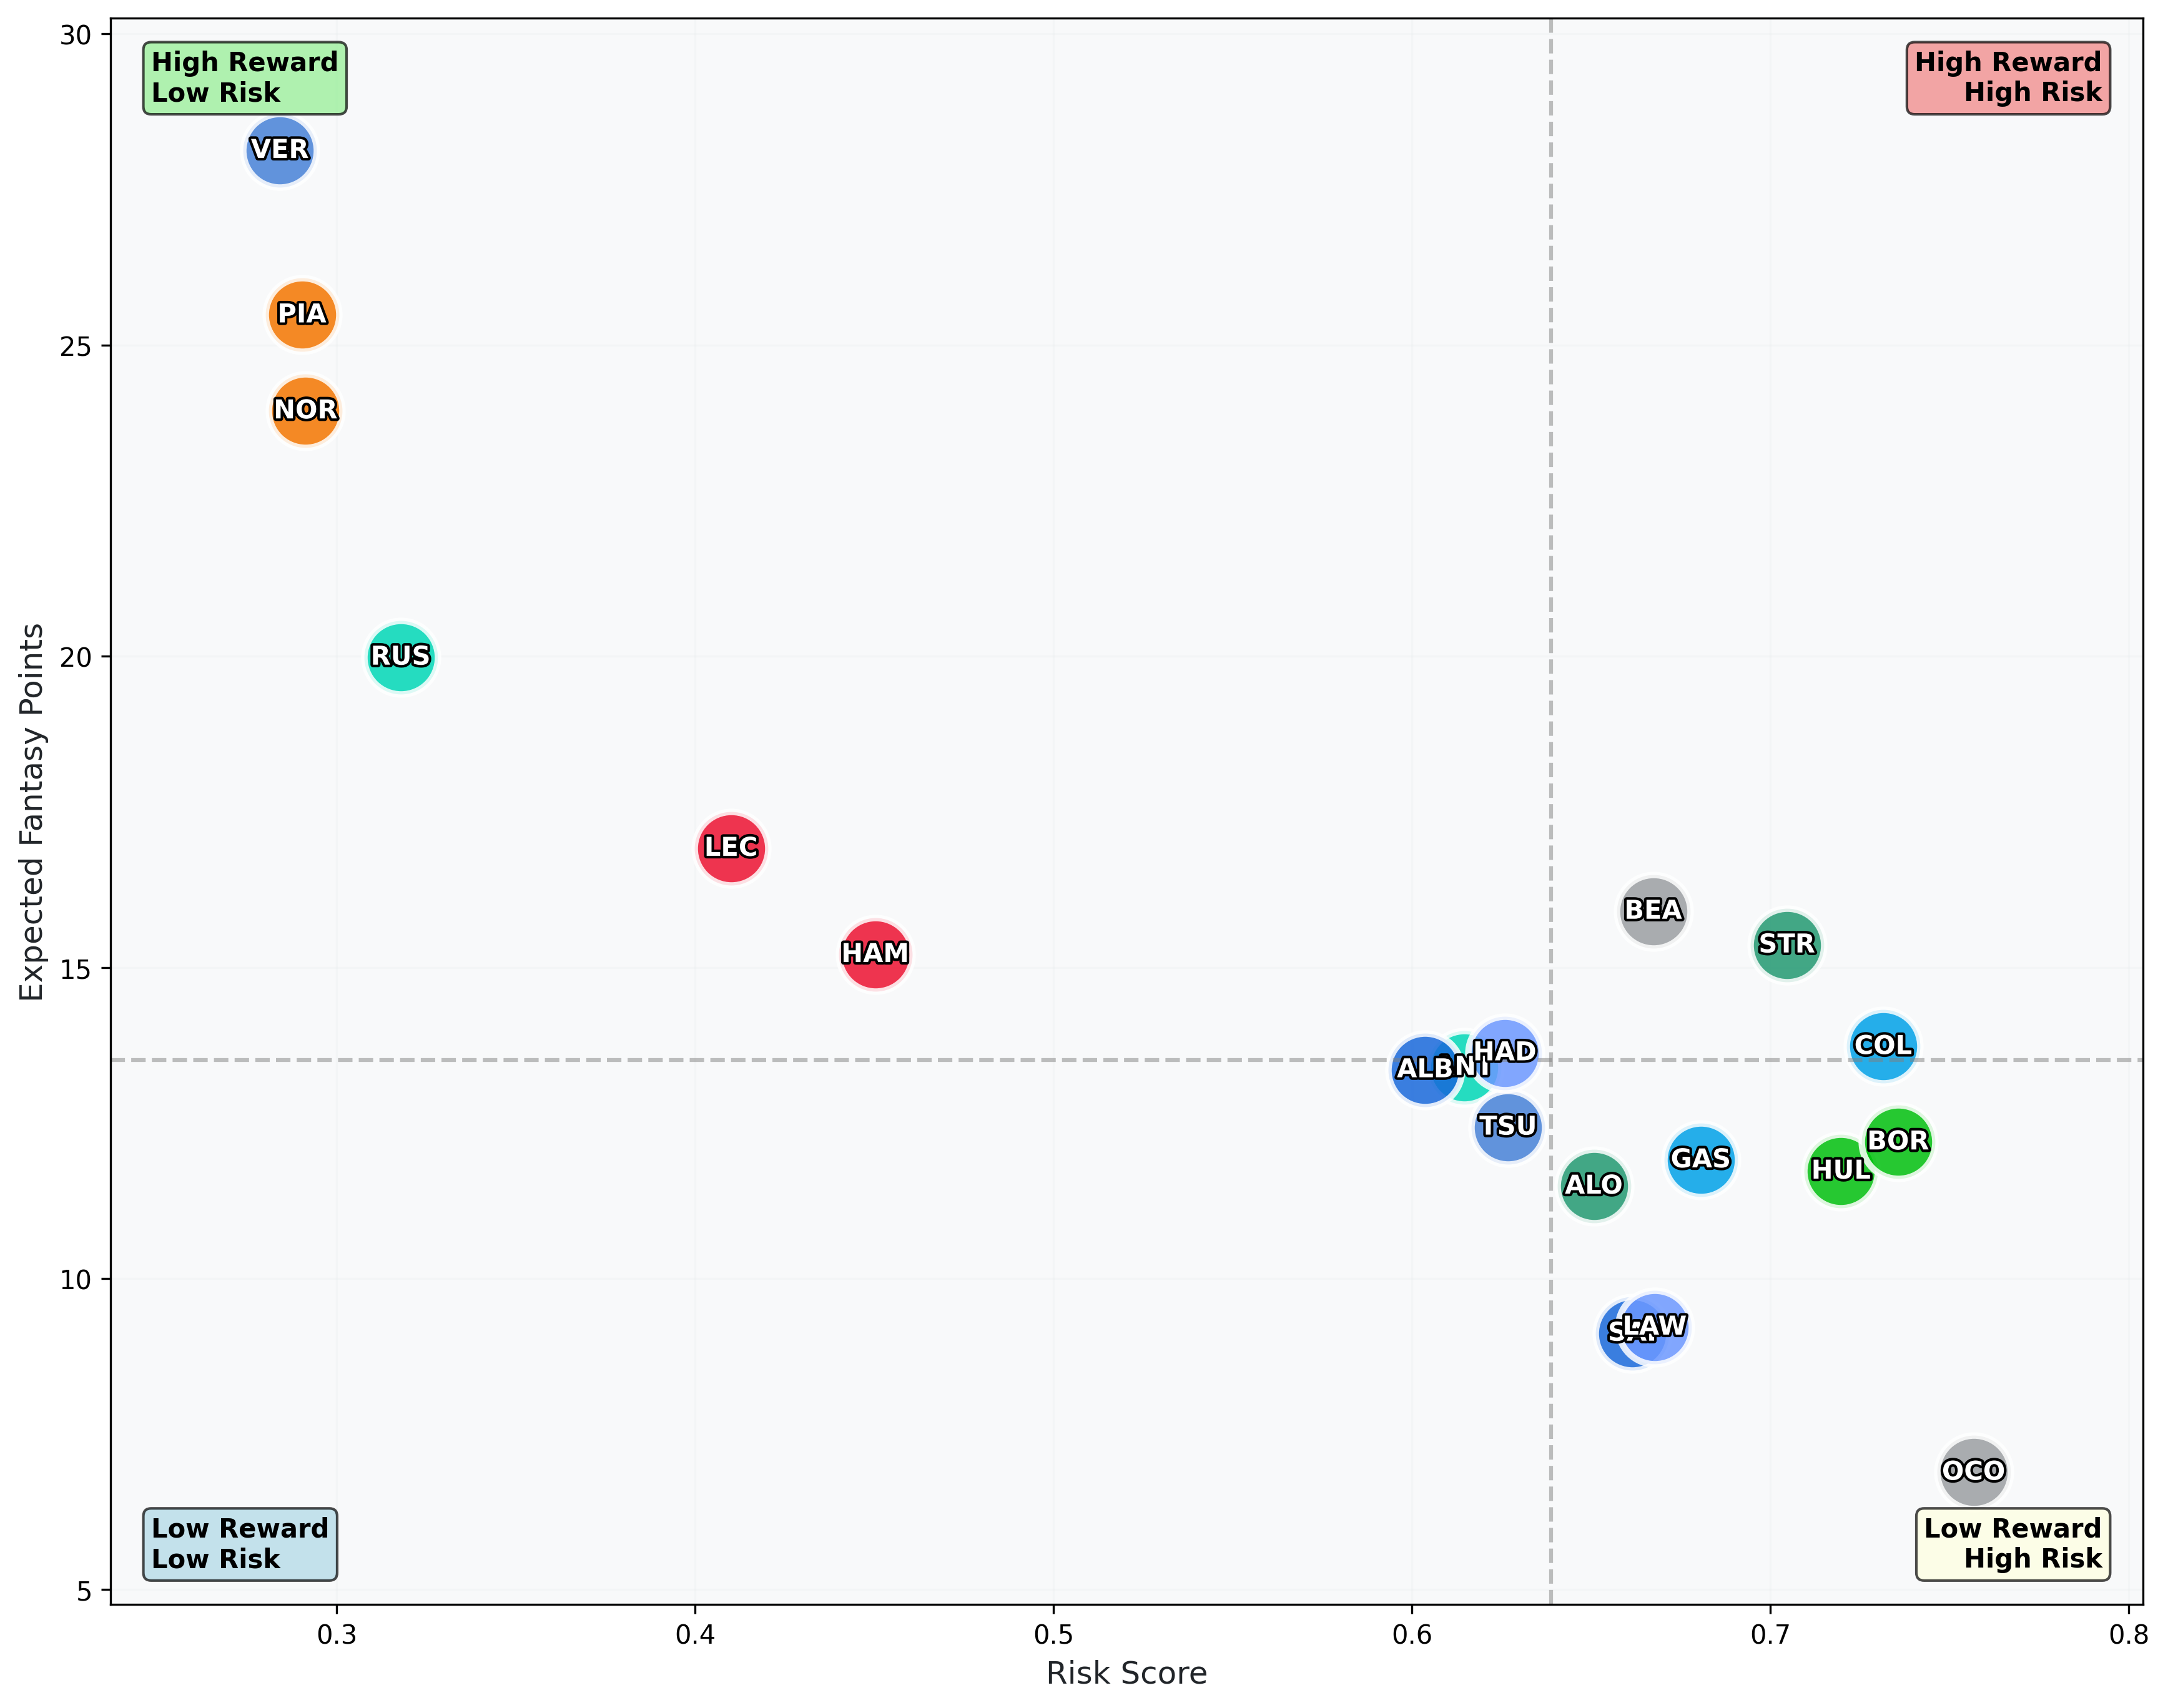 30
High Reward
Low Risk
High Reward
High Risk
VER
PIA
25
NOR
RUS
20
Expected Fantasy Points
LEC
BEA
STR
HAM
15
COL
HAD
ALB
TSU
BOR
GAS
HUL
ALO
10
LAW
OCO
Low Reward
Low Risk
Low Reward
High Risk
5
0.3
0.4
0.5
0.6
0.7
0.8
Risk Score